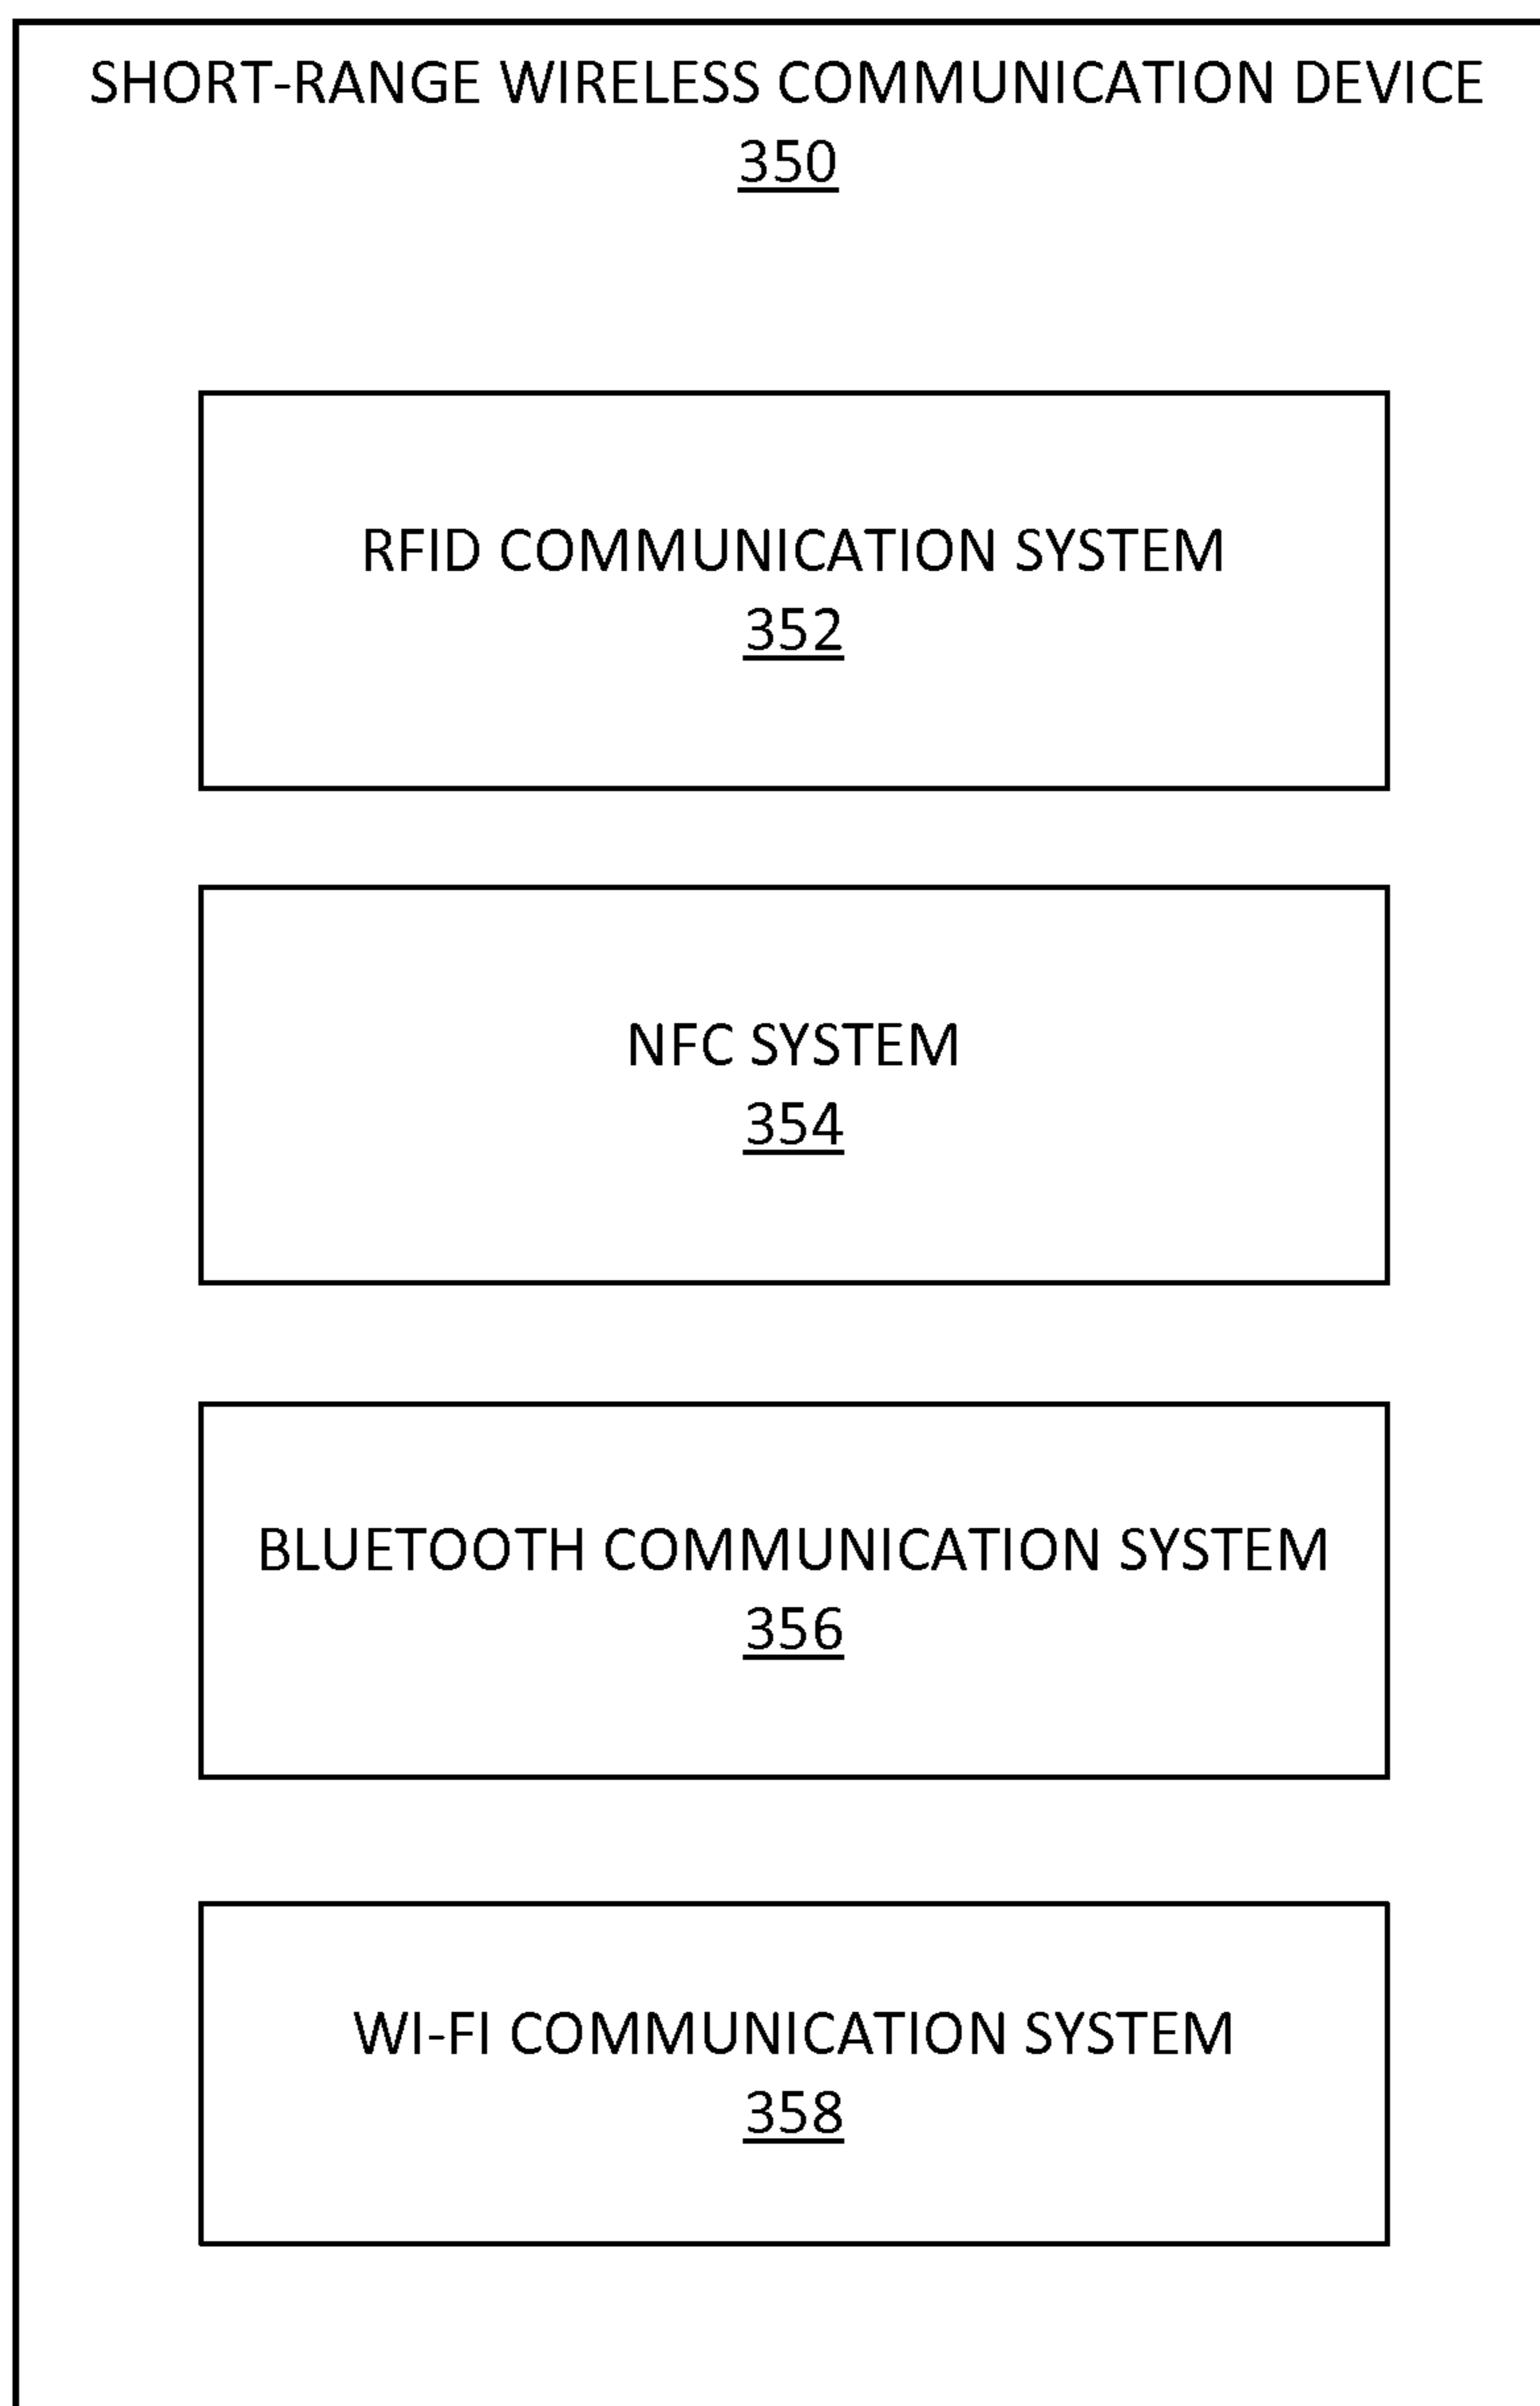 SHORT-RANGE WIRELESS COMMUNICATION DEVICE
350
RFID COMMUNICATION SYSTEM
352
NFC SYSTEM
354
BLUETOOTH COMMUNICATION SYSTEM
356
WI-FI COMMUNICATION SYSTEM
358